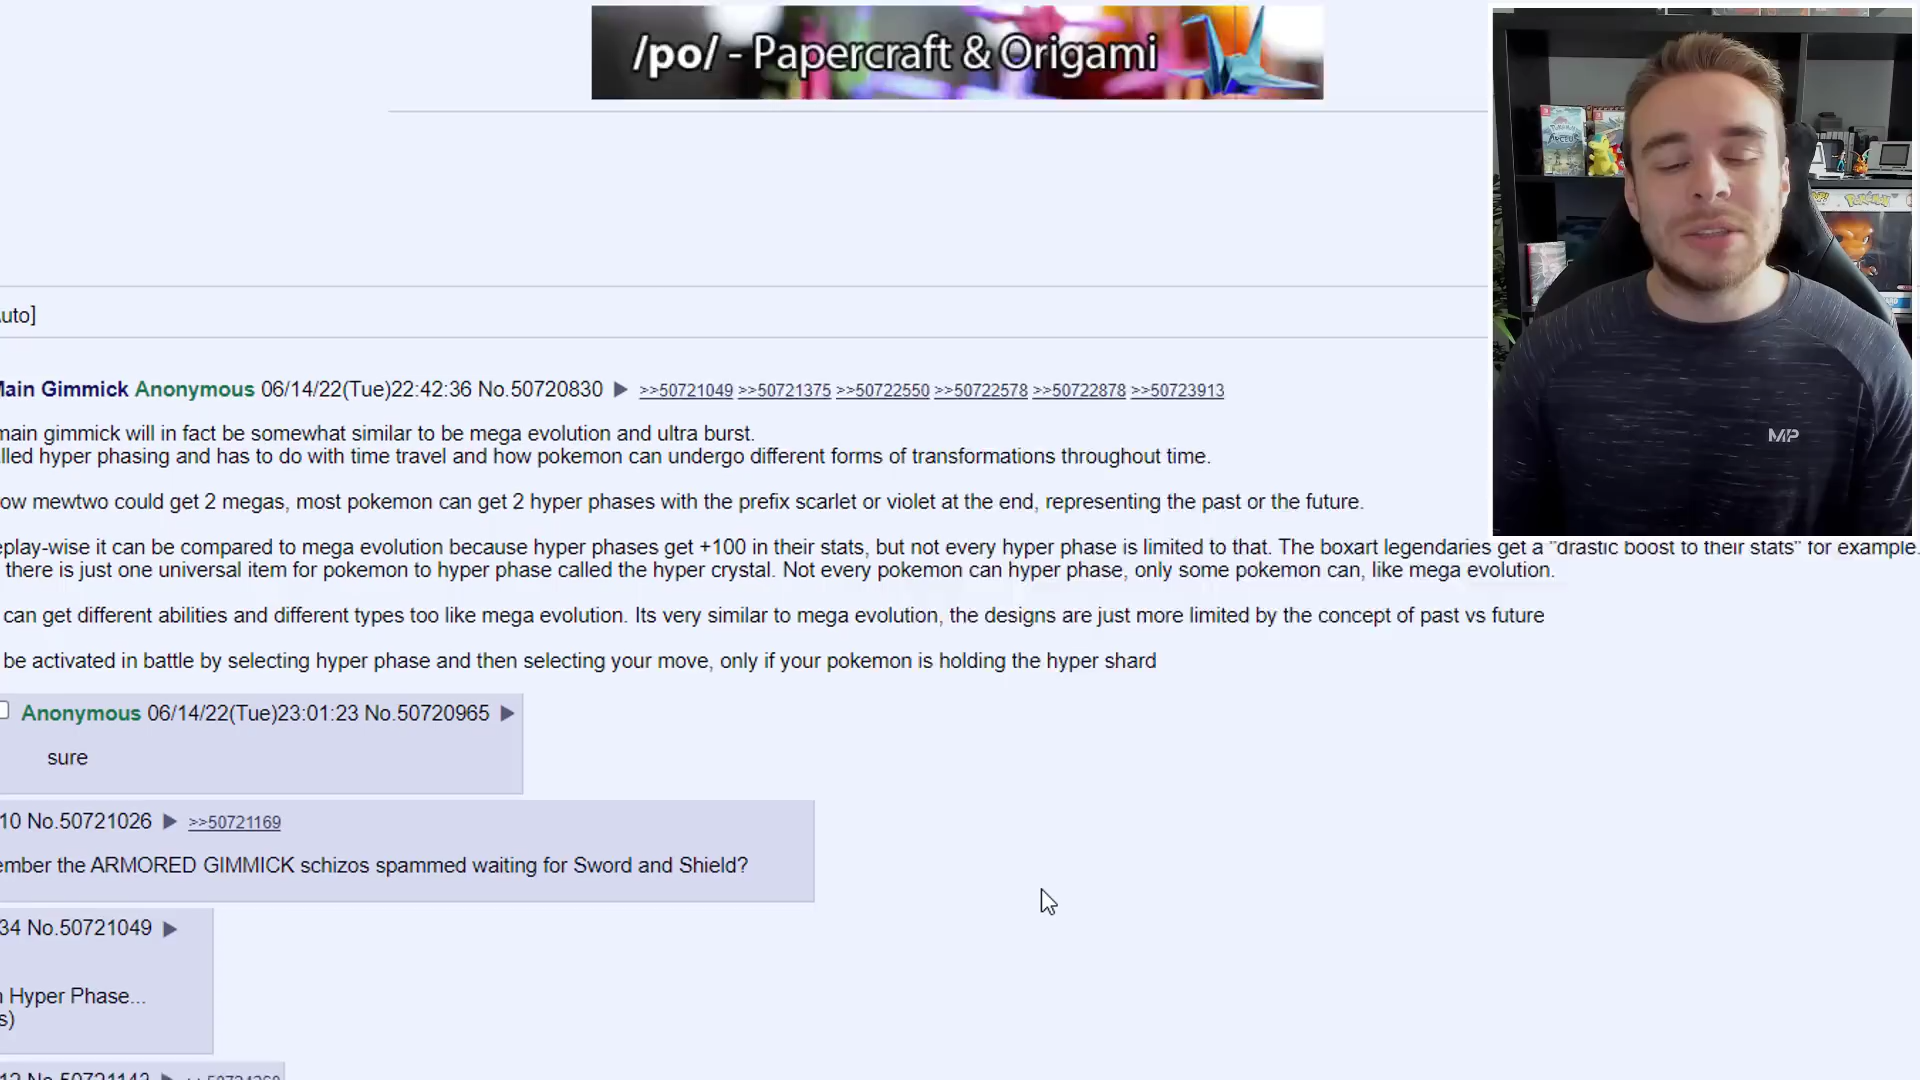 /po/ - Papercraft & Origami
uto]
Main Gimmick Anonymous 06/14/22(Tue)22:42:36 No.50720830 ▶ >>50721049 >>50721375 >>50722550 >>50722578 >>50722878 >>50723913
main gimmick will in fact be somewhat similar to be mega evolution and ultra burst.
lled hyper phasing and has to do with time travel and how pokemon can undergo different forms of transformations throughout time.
ow mewtwo could get 2 megas, most pokemon can get 2 hyper phases with the prefix scarlet or violet at the end, representing the past or the future.
eplay-wise it can be compared to mega evolution because hyper phases get +100 in their stats, but not every hyper phase is limited to that. The boxart legendaries get a "drastic boost to their stats" for example.
there is just one universal item for pokemon to hyper phase called the hyper crystal. Not every pokemon can hyper phase, only some pokemon can, like mega evolution.
can get different abilities and different types too like mega evolution. Its very similar to mega evolution, the designs are just more limited by the concept of past vs future
be activated in battle by selecting hyper phase and then selecting your move, only if your pokemon is holding the hyper shard
Anonymous 06/14/22(Tue)23:01:23 No.50720965 ▶
sure
10 No.50721026 ▶ >>50721169
ember the ARMORED GIMMICK schizos spammed waiting for Sword and Shield?
34 No.50721049 ▶
n Hyper Phase...
s)
MP